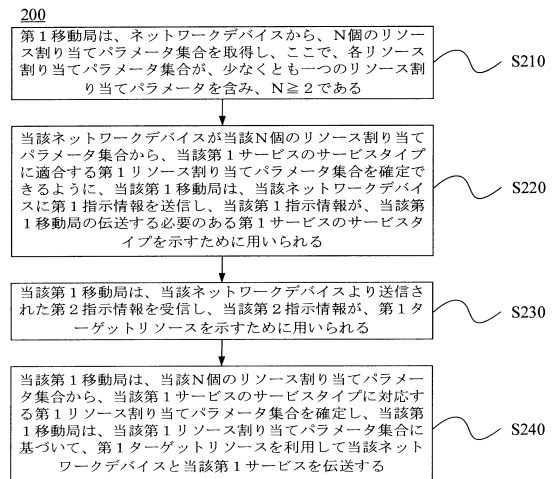 200
第１移動局は、ネットワークデバイスから、Ｎ個のリソー
ス割り当てパラメータ集合を取得し、ここで、各リソース
割り当てパラメータ集合が、少なくとも一つのリソース割
り当てパラメータを含み、Ｎ≧２である
S210
当該ネットワークデバイスが当該Ｎ個のリソース割り当て
パラメータ集合から、当該第１サービスのサービスタイプ
に適合する第１リソース割り当てパラメータ集合を確定で
きるように、当該第１移動局は、当該ネットワークデバイ
スに第１指示情報を送信し、当該第１指示情報が、当該第
１移動局の伝送する必要のある第１サービスのサービスタ
イプを示すために用いられる
S220
当該第１移動局は、当該ネットワークデバイスより送信さ
れた第２指示情報を受信し、当該第２指示情報が、第１タ
ーゲットリソースを示すために用いられる
S230
当該第１移動局は、当該Ｎ個のリソース割り当てパラメー
タ集合から、当該第１サービスのサービスタイプに対応す
る第１リソース割り当てパラメータ集合を確定し、当該第
１移動局は、当該第１リソース割り当てパラメータ集合に
基づいて、第１ターゲットリソースを利用して当該ネット
ワークデバイスと当該第１サービスを伝送する
S240